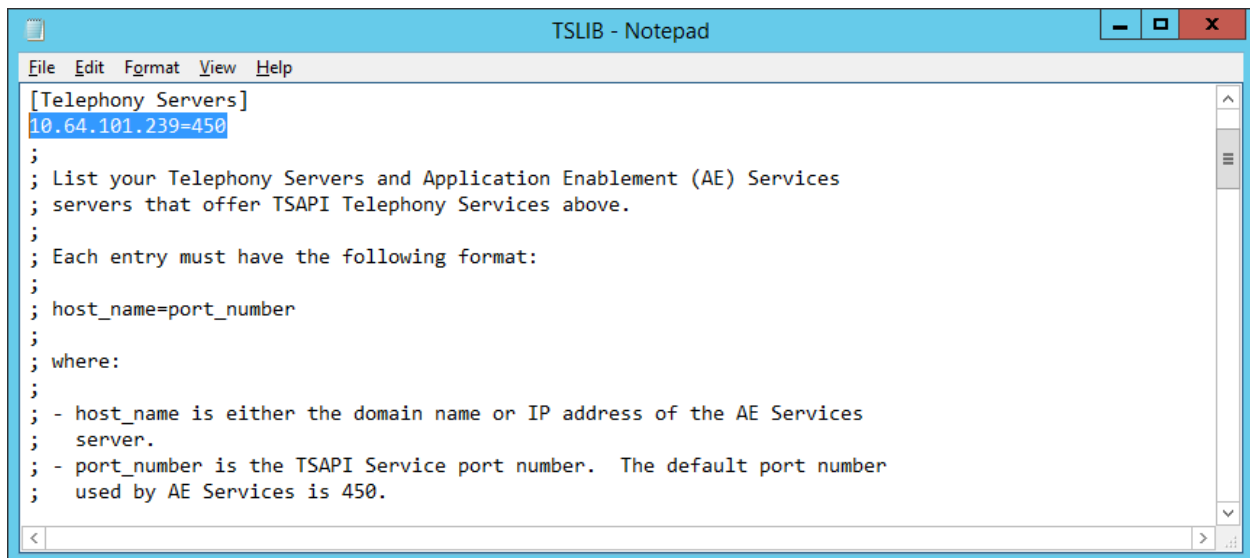 TSLIB - Notepad
File Edit Format View Help
[Telephony Servers]
10.64.101.239=450
;
; List your Telephony Servers and Application Enablement (AE) Services
; servers that offer TSAPI Telephony Services above.
;
; Each entry must have the following format:
;
; host_name=port_number
;
; where:
;
; - host_name is either the domain name or IP address of the AE Services
;   server.
; - port_number is the TSAPI Service port number.  The default port number
;   used by AE Services is 450.